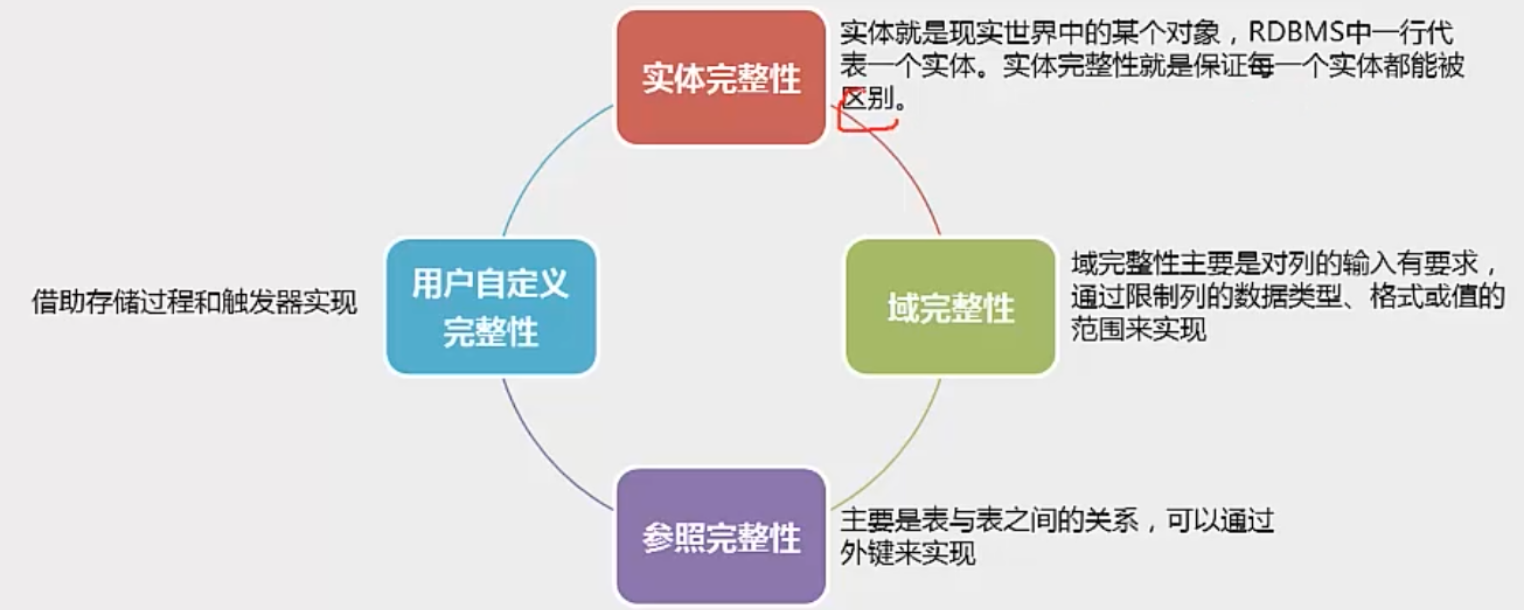 实体完整性
实体就是现实世界中的某个对象，RDBMS中一行代
表一个实体。实体完整性就是保证每一个实体都能被
区别。
用户自定义
完整性
借助存储过程和触发器实现
域完整性
域完整性主要是对列的输入有要求，
通过限制列的数据类型、格式或值的
范围来实现
参照完整性
主要是表与表之间的关系，可以通过
外键来实现